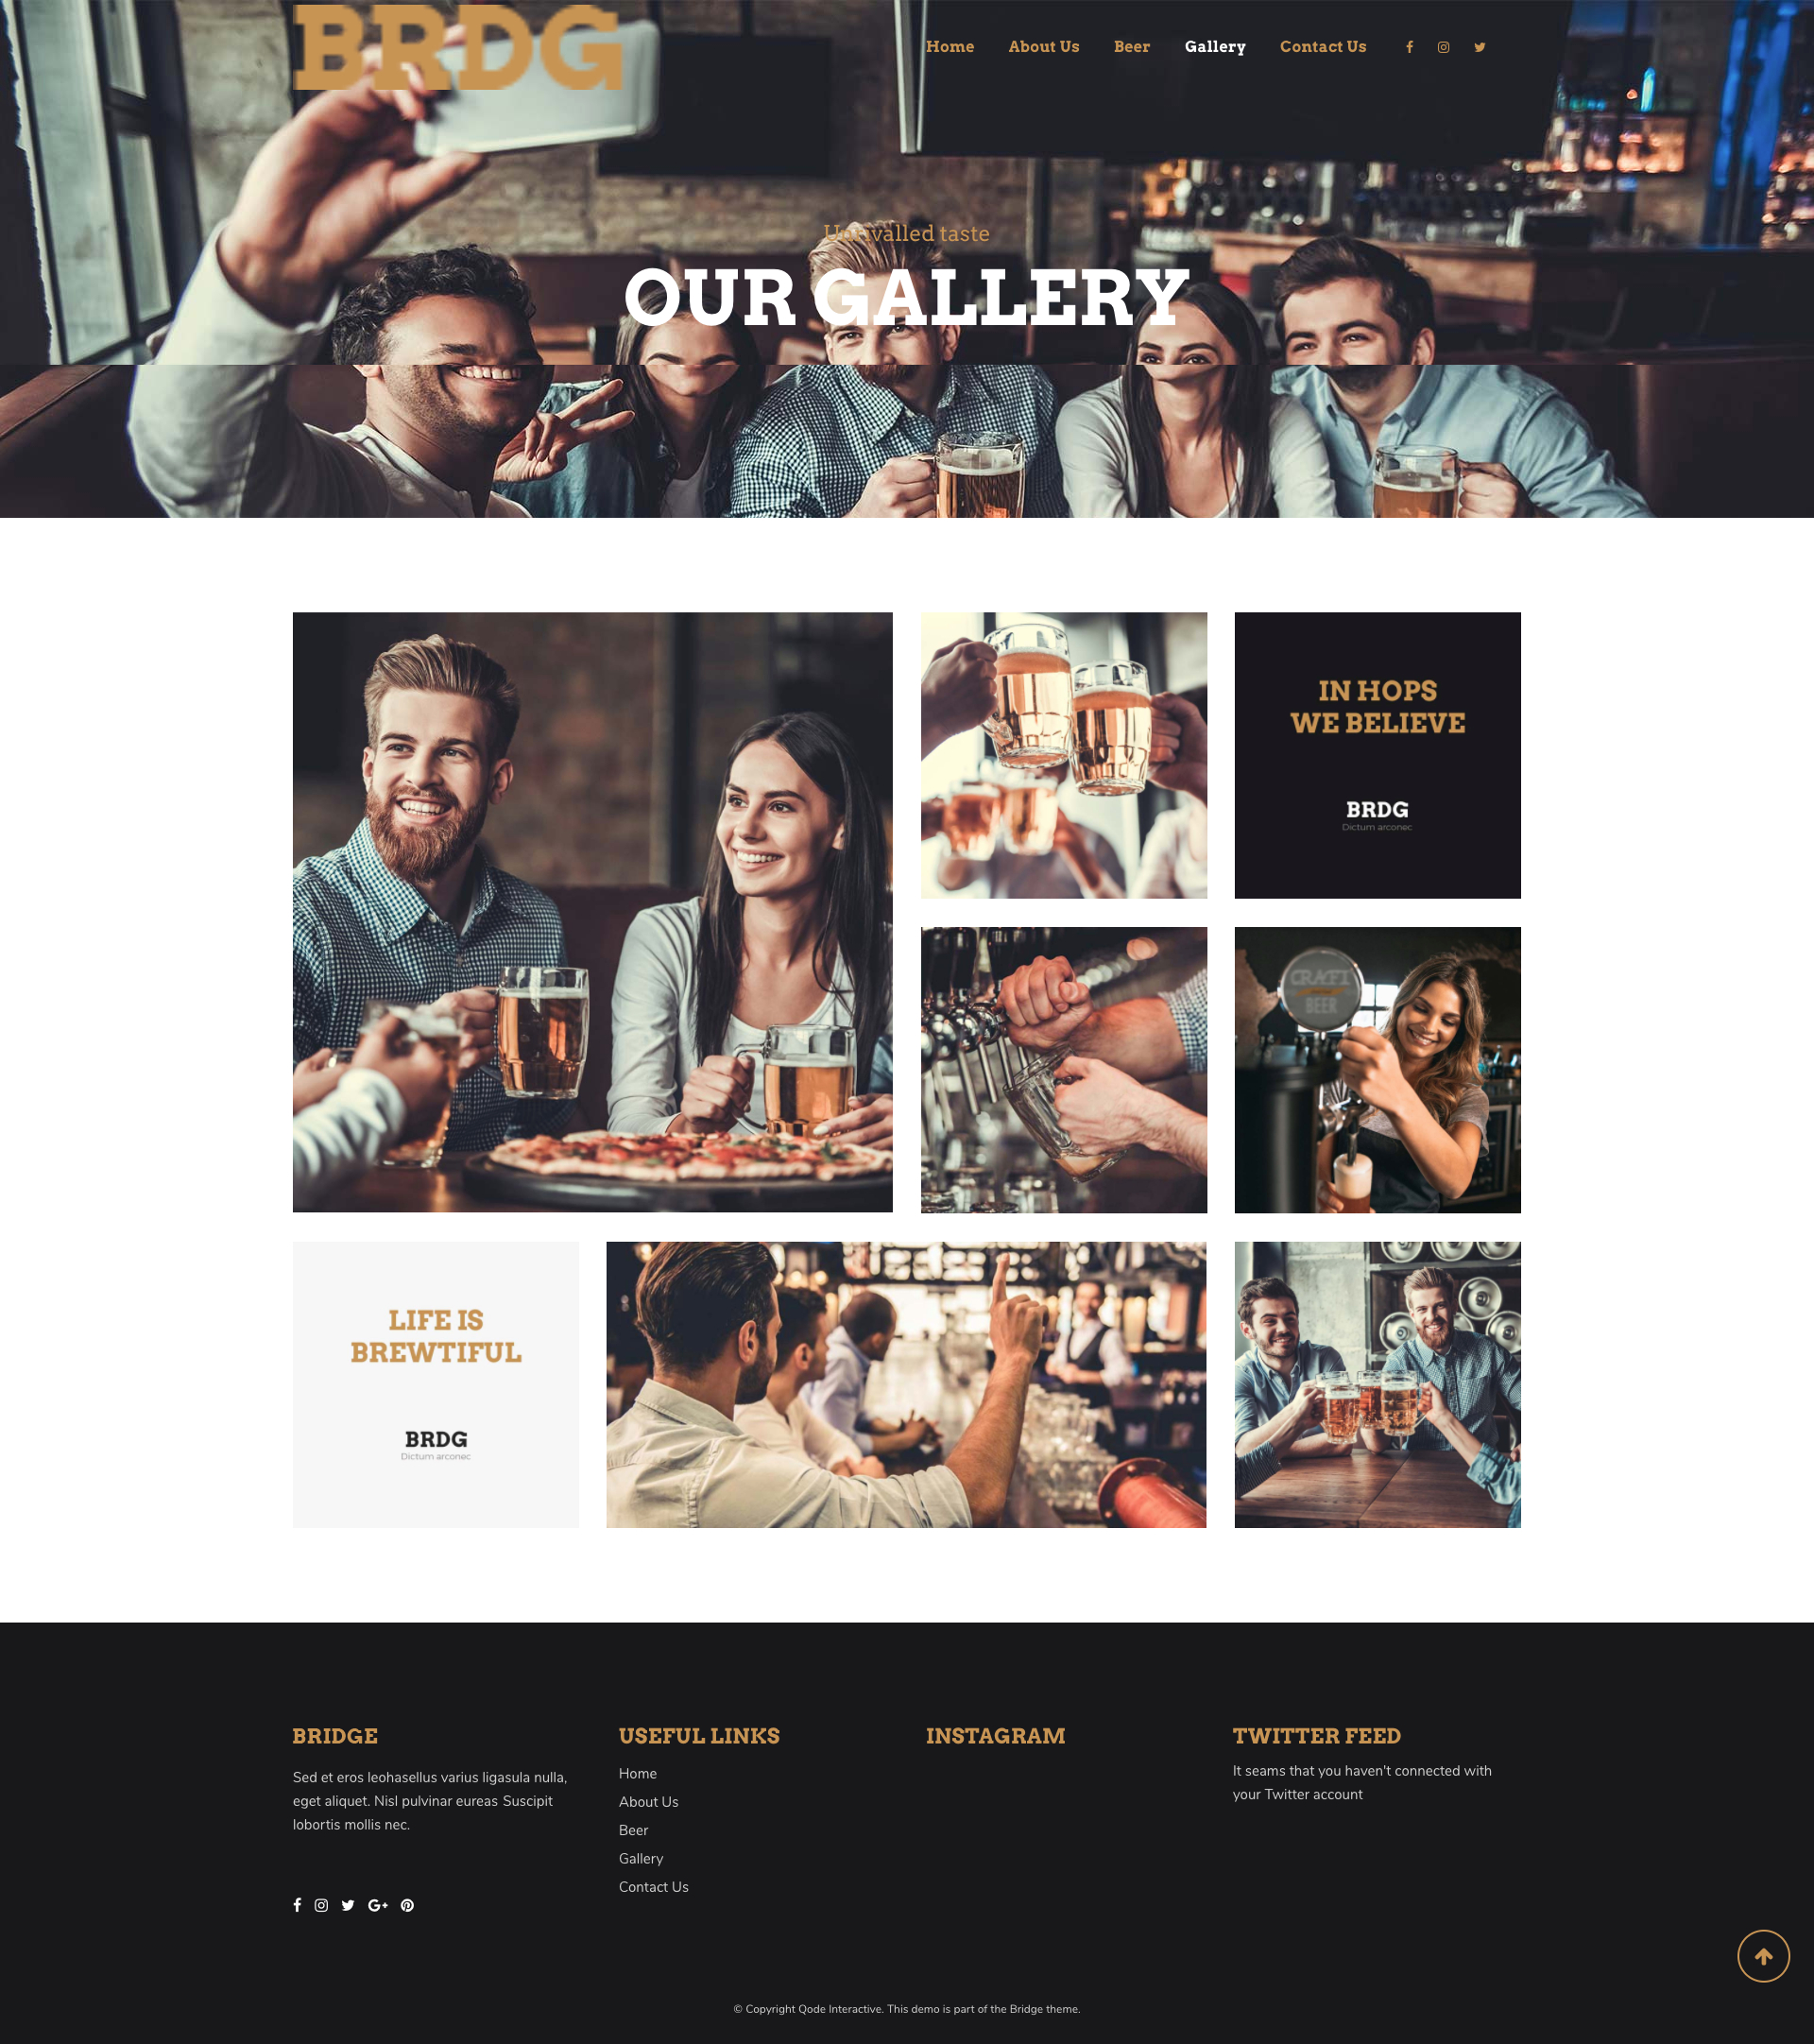 BRDG
Home About Us Beer Gallery Contact Us
Unrivalled taste
OUR GALLERY
IN HOPS
WE BELIEVE
BRDG
Dictum arconec
CRAFT
BEER
LIFE IS
BREWTIFUL
BRDG
Dictum arconec
BRIDGE
Sed et eros leohasellus varius ligasula nulla,
eget aliquet. Nisl pulvinar eureas Suscipit
lobortis mollis nec.
USEFUL LINKS
Home
About Us
Beer
Gallery
Contact Us
INSTAGRAM
TWITTER FEED
It seams that you haven't connected with
your Twitter account
© Copyright Qode Interactive. This demo is part of the Bridge theme.